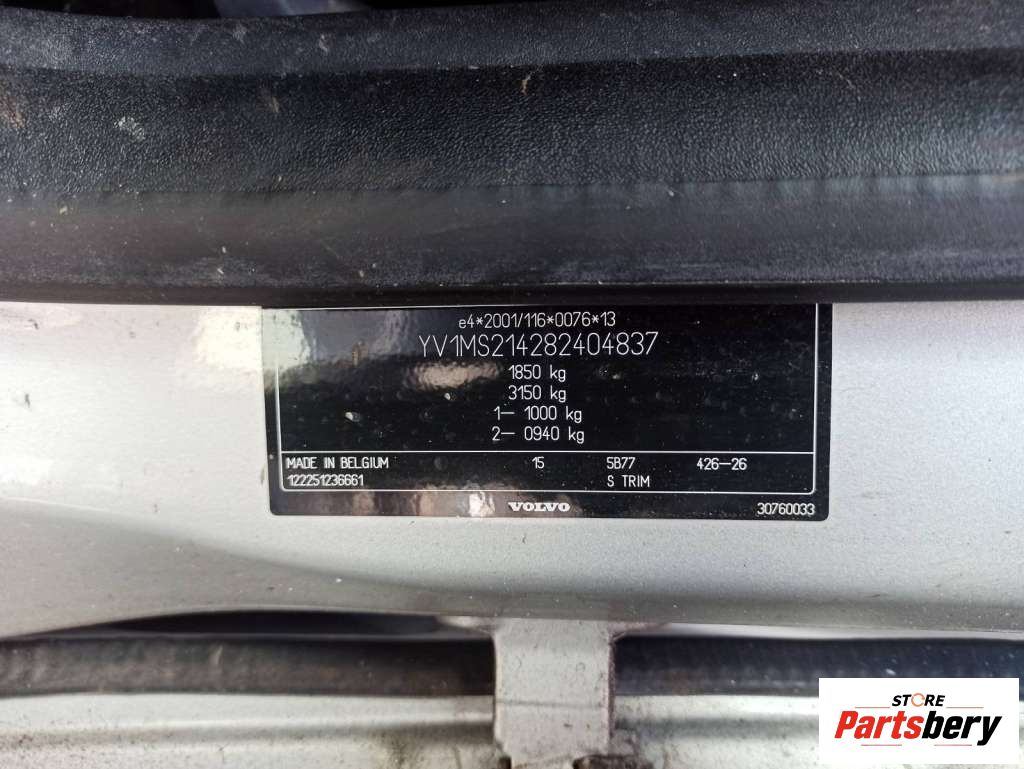 e4*2001/116*0076*13
YV1MS214282404837
1850 kg
3150 kg
1– 1000 kg
2– 0940 kg
MADE IN BELGIUM 15 5B77 426–26
122251236661 S TRIM
VOLVO 30760033
STORE
Partsbery